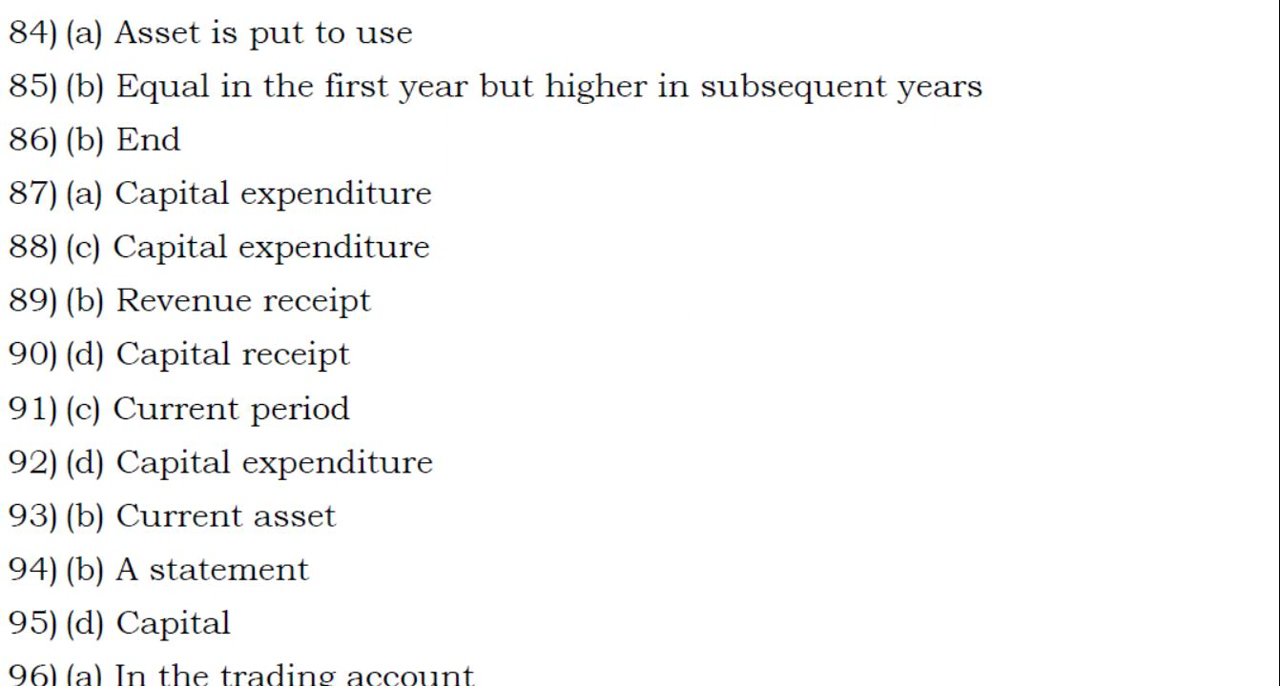 84) (a) Asset is put to use
85) (b) Equal in the first year but higher in subsequent years
86) (b) End
87) (a) Capital expenditure
88) (c) Capital expenditure
89) (b) Revenue receipt
90) (d) Capital receipt
91) (c) Current period
92) (d) Capital expenditure
93) (b) Current asset
94) (b) A statement
95) (d) Capital
96) (a) In the trading account